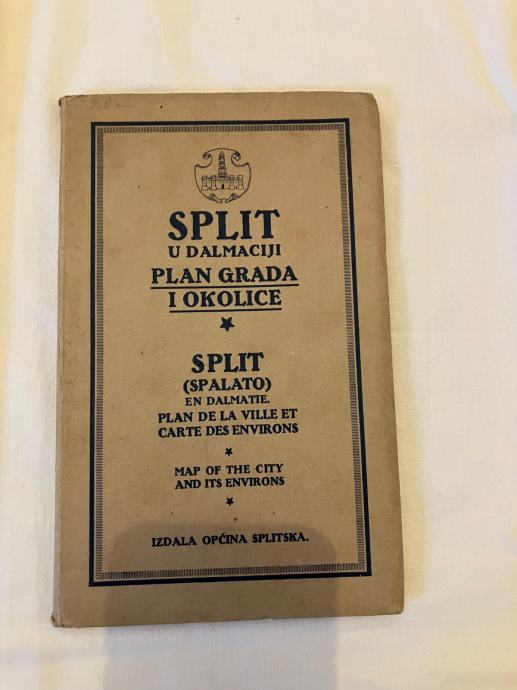 SPLIT
U DALMACIJI
PLAN GRADA
I OKOLICE
SPLIT
(SPALATO)
EN DALMATIE.
PLAN DE LA VILLE ET
CARTE DES ENVIRONS
MAP OF THE CITY
AND ITS ENVIRONS
IZDALA OPĆINA SPLITSKA.